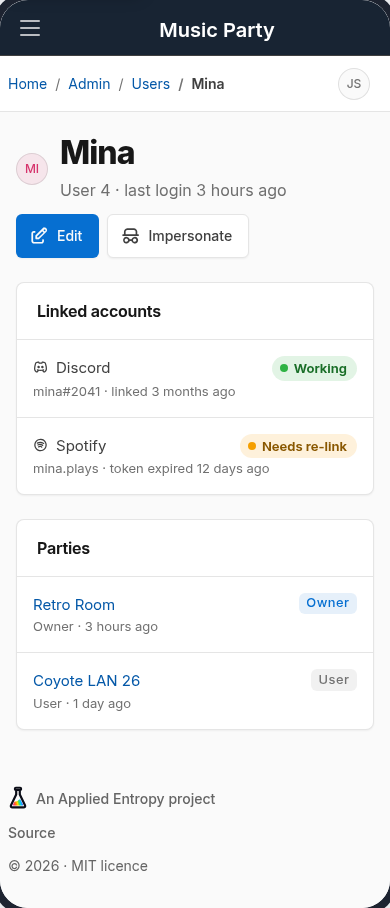 Music Party
Home / Admin / Users / Mina
JS
MI
Mina
User 4 · last login 3 hours ago
Edit
Impersonate
Linked accounts
Discord
Working
mina#2041 · linked 3 months ago
Spotify
Needs re-link
mina.plays · token expired 12 days ago
Parties
Retro Room
Owner
Owner · 3 hours ago
Coyote LAN 26
User
User · 1 day ago
An Applied Entropy project
Source
© 2026 · MIT licence